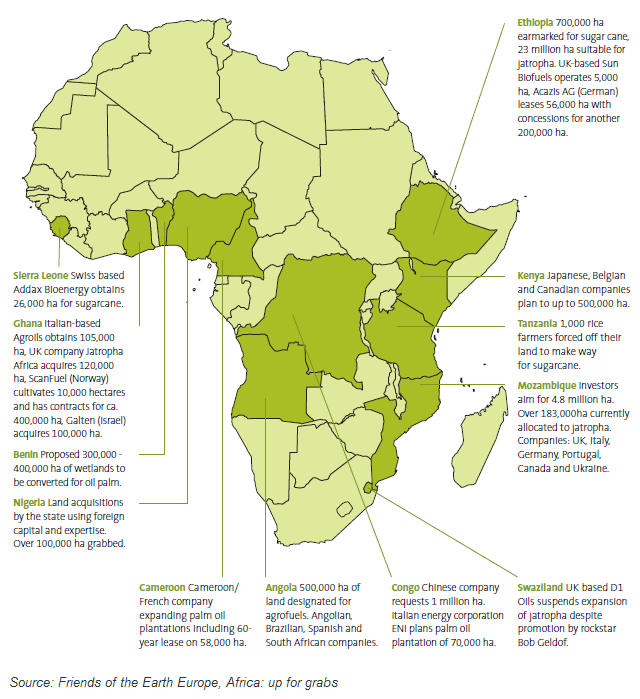 Ethiopia 700,000 ha
earmarked for sugar cane,
23 million ha suitable for
jatropha. UK-based Sun
Biofuels operates 5,000
ha, Acazis AG (German)
leases 56,000 ha with
concessions for another
200,000 ha.
Sierra Leone Swiss based
Addax Bioenergy obtains
26,000 ha for sugarcane.
Ghana Italian-based
Agroils obtains 105,000
ha, UK company Jatropha
Africa acquires 120,000
ha, ScanFuel (Norway)
cultivates 10,000 hectares
and has contracts for ca.
400,000 ha, Galten (Israel)
acquires 100,000 ha.
Benin Proposed 300,000 -
400,000 ha of wetlands to
be converted for oil palm.
Nigeria Land acquisitions
by the state using foreign
capital and expertise.
Over 100,000 ha grabbed.
Kenya Japanese, Belgian
and Canadian companies
plan to up to 500,000 ha.
Tanzania 1,000 rice
farmers forced off their
land to make way
for sugarcane.
Mozambique Investors
aim for 4.8 million ha.
Over 183,000ha currently
allocated to jatropha.
Companies: UK, Italy,
Germany, Portugal,
Canada and Ukraine.
Cameroon Cameroon/
French company
expanding palm oil
plantations including 60-
year lease on 58,000 ha.
Angola 500,000 ha of
land designated for
agrofuels. Angolian,
Brazilian, Spanish and
South African companies.
Congo Chinese company
requests 1 million ha.
Italian energy corporation
ENI plans palm oil
plantation of 70,000 ha.
Swaziland UK based D1
Oils suspends expansion
of jatropha despite
promotion by rockstar
Bob Geldof.
Source: Friends of the Earth Europe, Africa: up for grabs